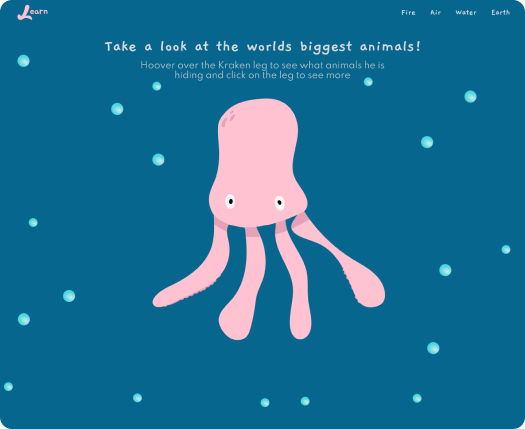 Learn
Fire Air Water Earth
Take a look at the worlds biggest animals!
Hoover over the Kraken leg to see what animals he is
hiding and click on the leg to see more